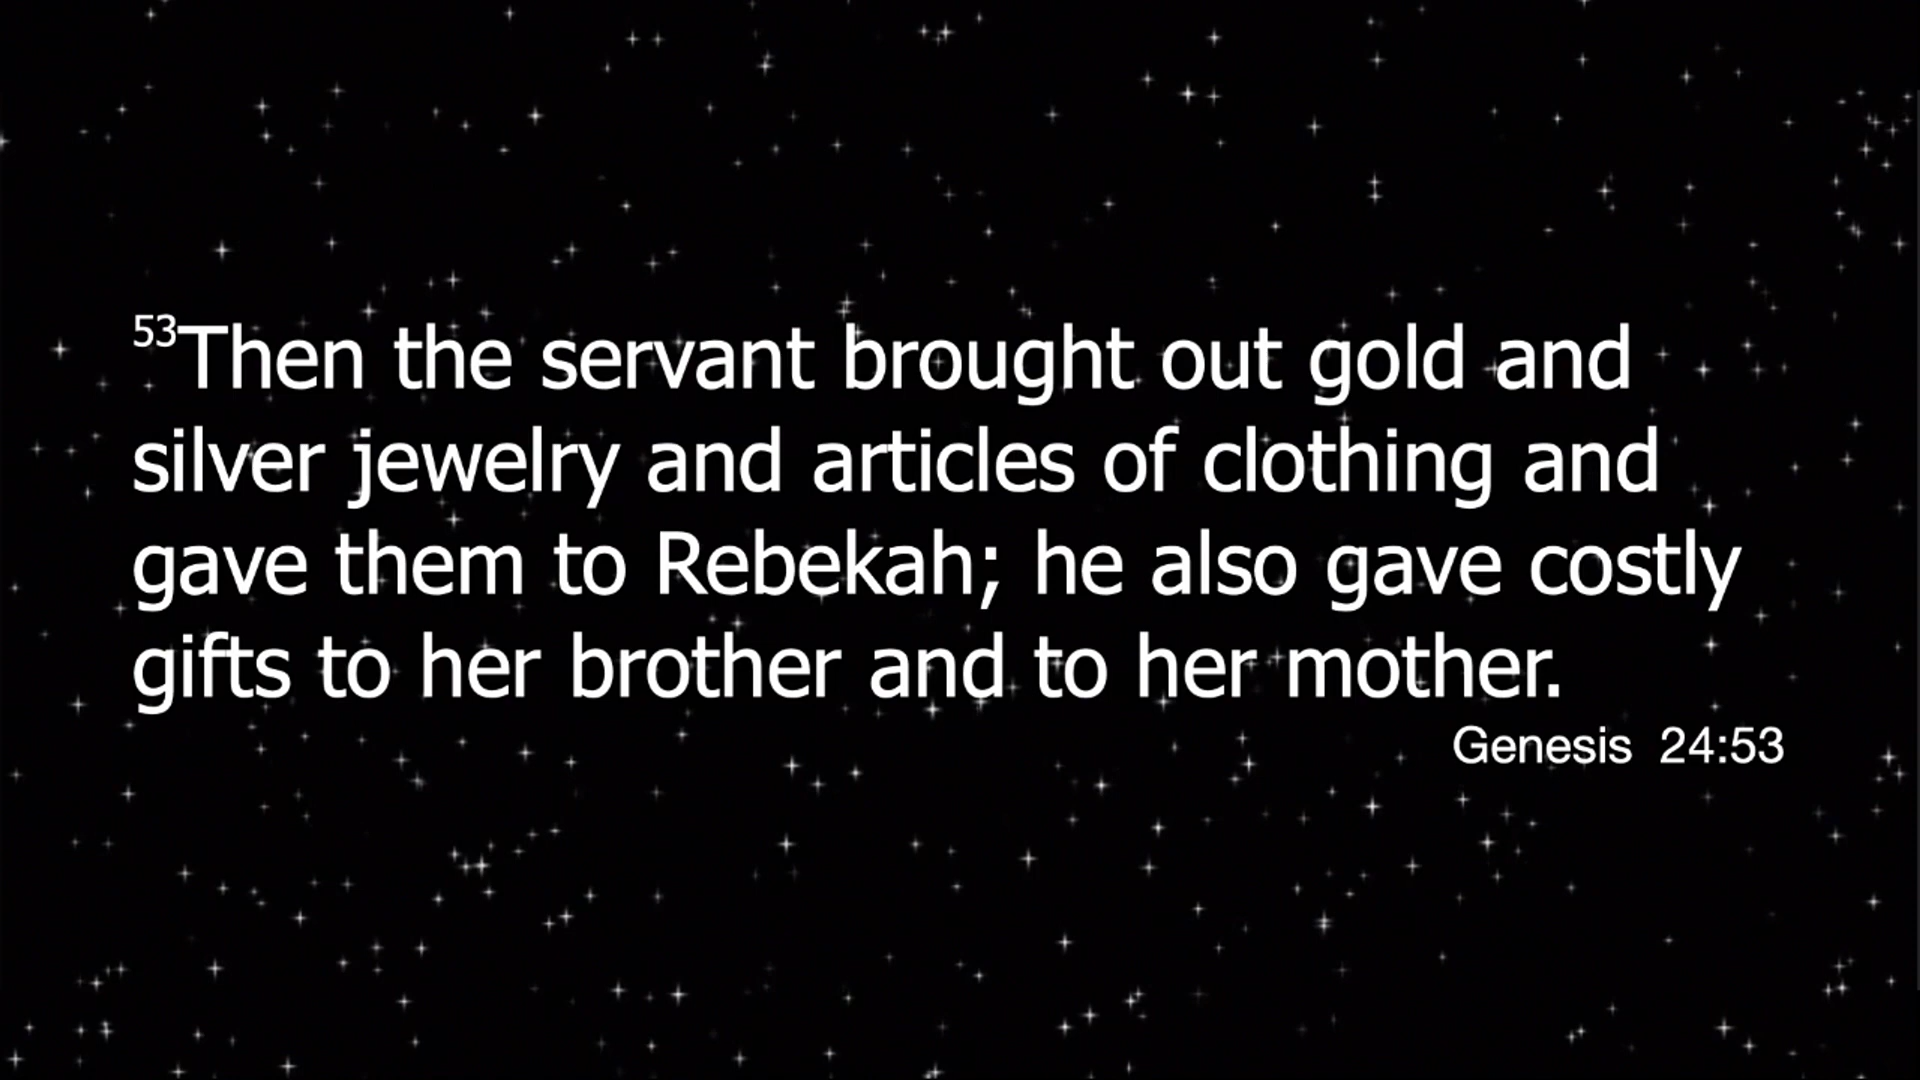 53Then the servant brought out gold and
silver jewelry and articles of clothing and
gave them to Rebekah; he also gave costly
gifts to her brother and to her mother.
Genesis 24:53